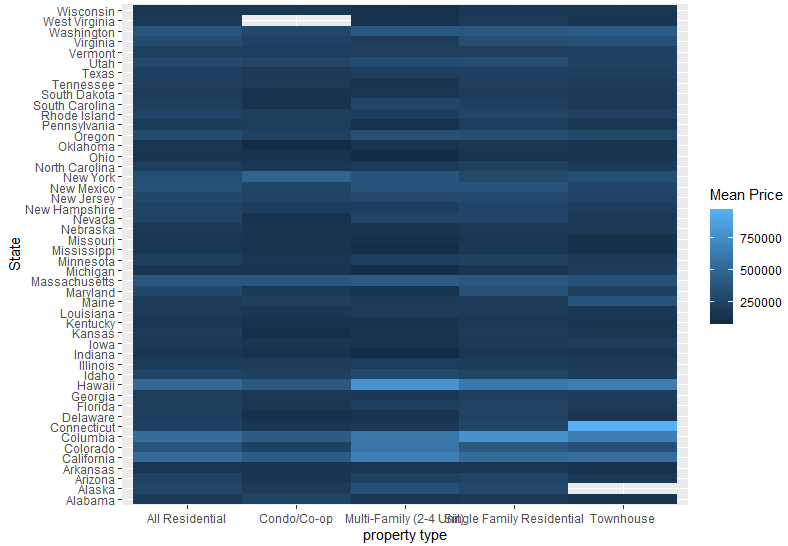 Wisconsin
West Virginia
Washington
Virginia
Vermont
Utah
Texas
Tennessee
South Dakota
South Carolina
Rhode Island
Pennsylvania
Oregon
Oklahoma
Ohio
North Carolina
New York
New Mexico
New Jersey
New Hampshire
Nevada
Nebraska
Missouri
Mississippi
Minnesota
Michigan
Massachusetts
Maryland
Maine
Louisiana
Kentucky
Kansas
Iowa
Indiana
Illinois
Idaho
Hawaii
Georgia
Florida
Delaware
Connecticut
Columbia
Colorado
California
Arkansas
Arizona
Alaska
Alabama
State
All Residential Condo/Co-op Multi-Family (2-4 Unit) Single Family Residential Townhouse
property type
Mean Price
750000
500000
250000